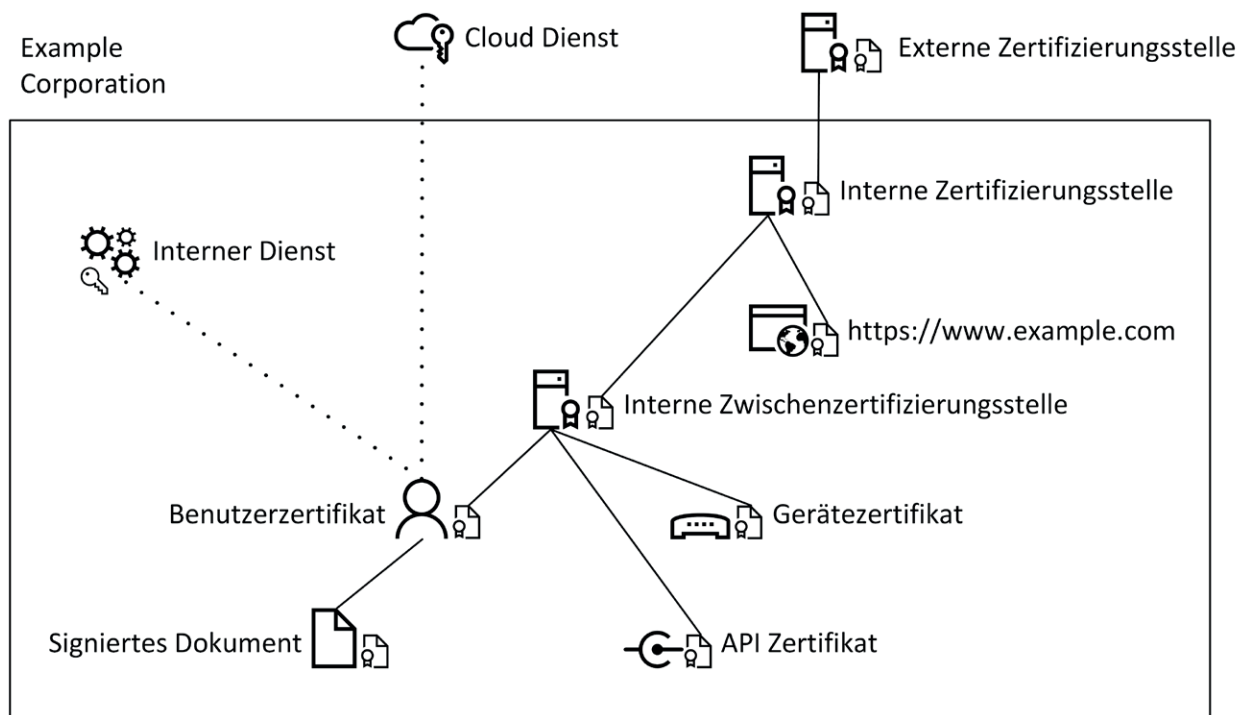 Cloud Dienst
Example
Corporation
Externe Zertifizierungsstelle
Interne Zertifizierungsstelle
Interner Dienst
https://www.example.com
Interne Zwischenzertifizierungsstelle
Benutzerzertifikat
Gerätezertifikat
Signiertes Dokument
API Zertifikat